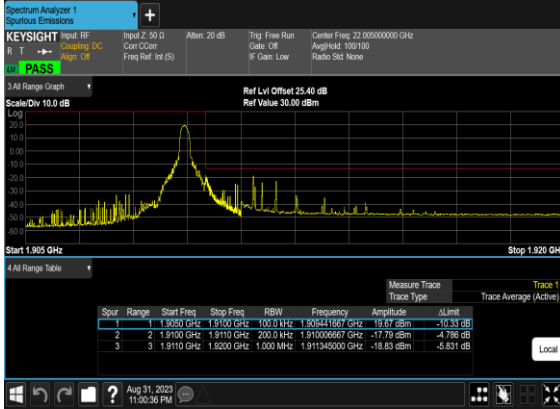 Spectrum Analyzer 1
Spurious Emissions
+
KEYSIGHT Input: RF Input Z: 50 Ω Atten: 20 dB Trig: Free Run Center Freq: 22.005000000 GHz
R T Coupling: DC Corr CCorr Gate: Off Avg|Hold: 100/100
Align: Off Freq Ref: Int (S) IF Gain: Low Radio Std: None
PASS
3 All Range Graph
Ref Lvl Offset 25.40 dB
Scale/Div 10.0 dB Ref Value 30.00 dBm
Log
20.0
10.0
0.00
-10.0
-20.0
-30.0
-40.0
-50.0
-60.0
Start 1.905 GHz Stop 1.920 GH
4 All Range Table
Measure Trace Trace 1
Trace Type Trace Average (Active)
Spur Range Start Freq Stop Freq RBW Frequency Amplitude ΔLimit
1 1 1.9050 GHz 1.9100 GHz 100.0 kHz 1.909441667 GHz 19.67 dBm -10.33 dB
2 2 1.9100 GHz 1.9110 GHz 200.0 kHz 1.910006667 GHz -17.79 dBm -4.786 dB
3 3 1.9110 GHz 1.9200 GHz 1.000 MHz 1.911345000 GHz -18.83 dBm -5.831 dB
Local
? Aug 31, 2023
11:00:36 PM